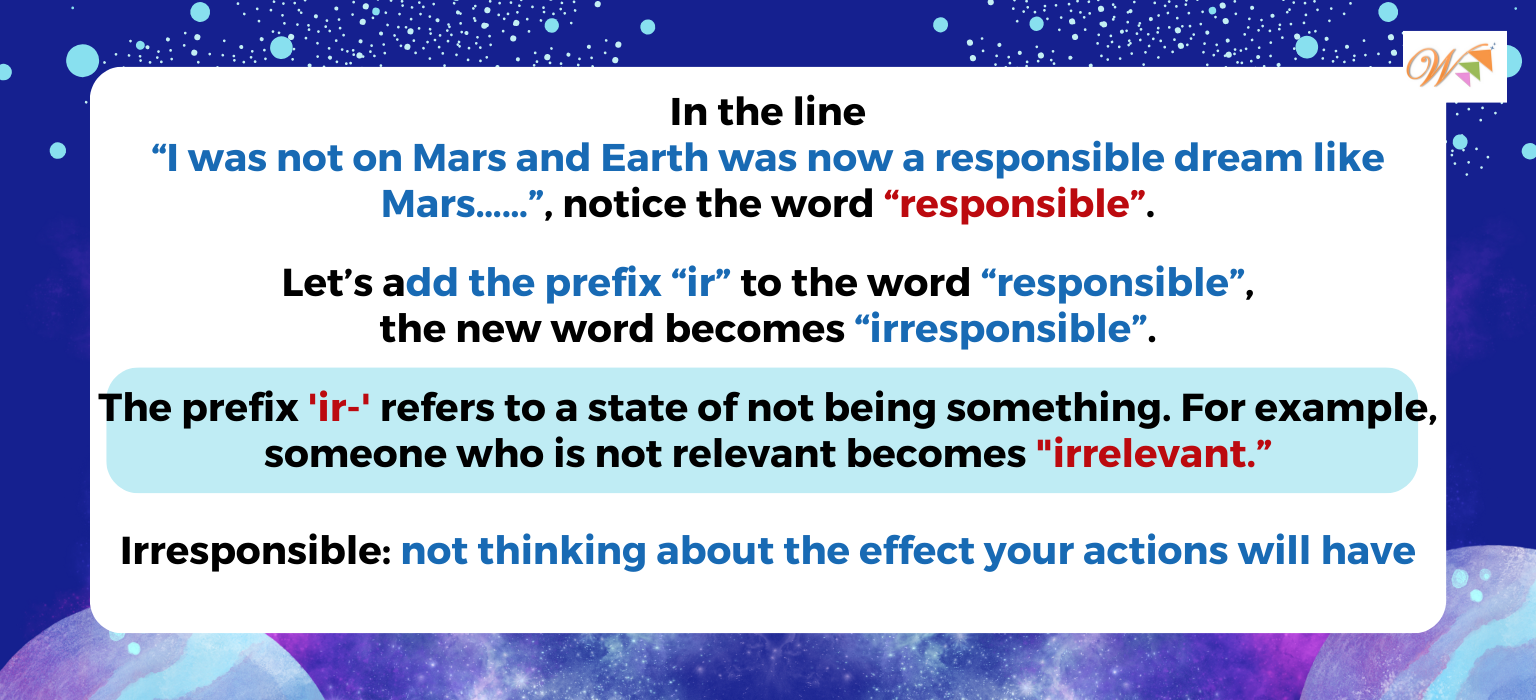 In the line
“I was not on Mars and Earth was now a responsible dream like
Mars......”, notice the word “responsible”.
Let’s add the prefix “ir” to the word “responsible”,
the new word becomes “irresponsible”.
The prefix 'ir-' refers to a state of not being something. For example,
someone who is not relevant becomes "irrelevant.”
Irresponsible: not thinking about the effect your actions will have
W